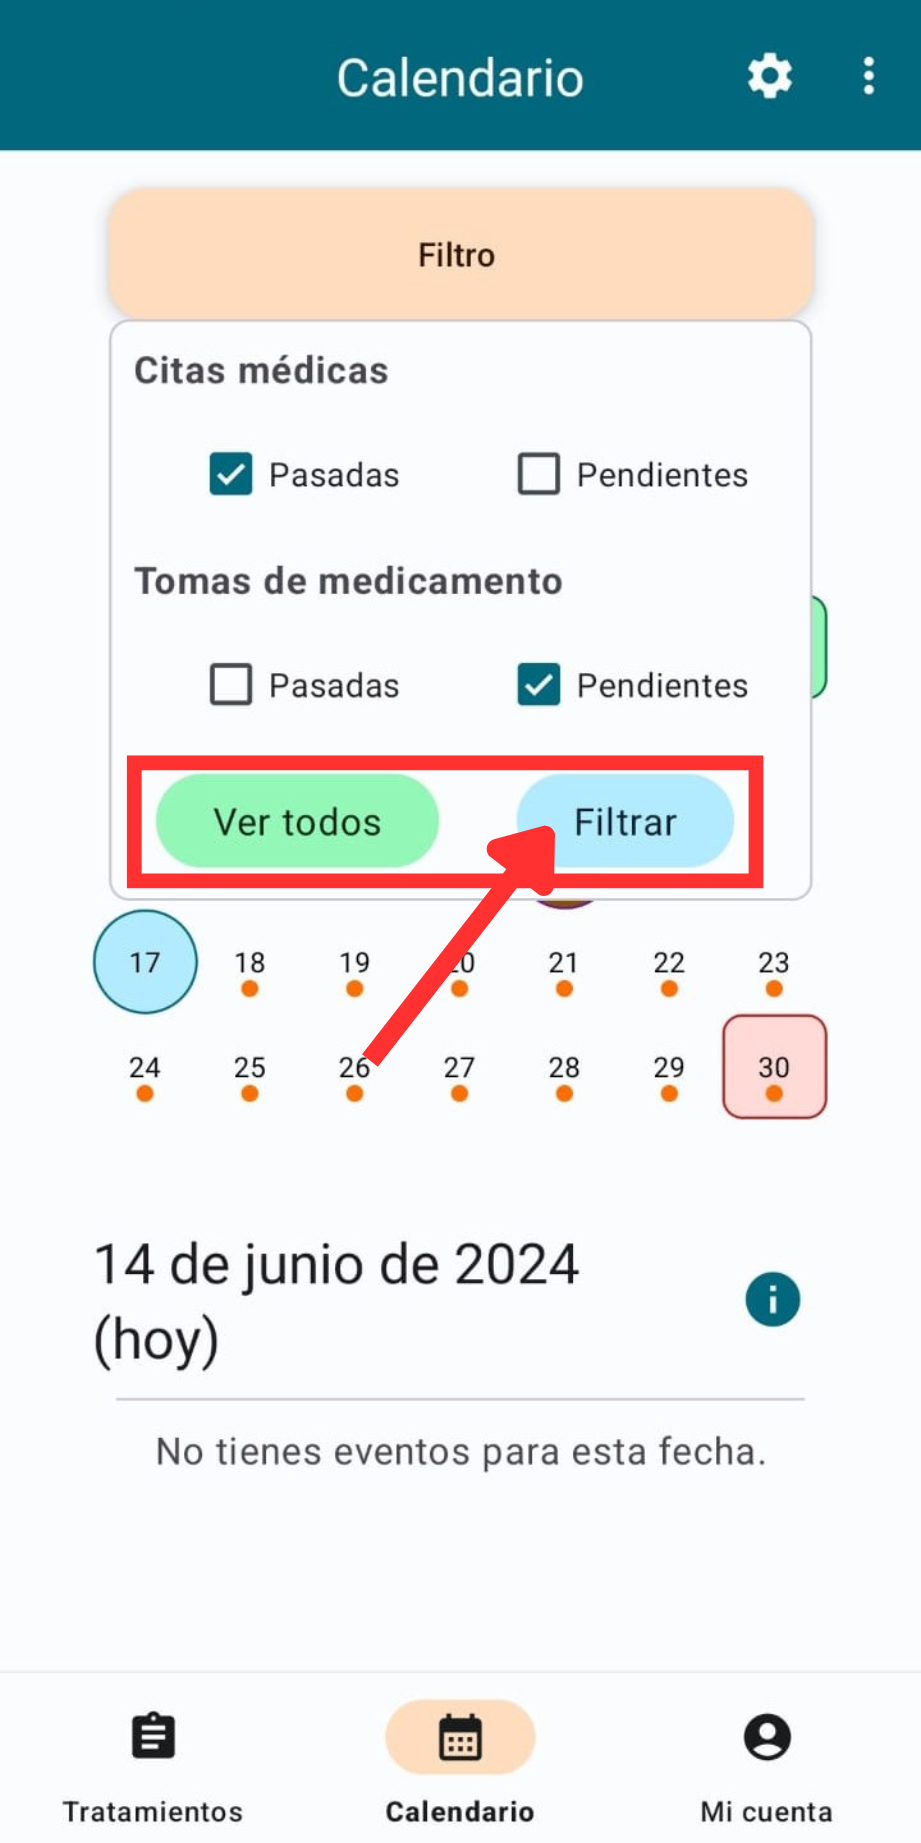 Calendario
Filtro
Citas médicas
Pasadas Pendientes
Tomas de medicamento
Pasadas Pendientes
Ver todos Filtrar
17 18 19 20 21 22 23
24 25 26 27 28 29 30
14 de junio de 2024
(hoy)
No tienes eventos para esta fecha.
Tratamientos Calendario Mi cuenta